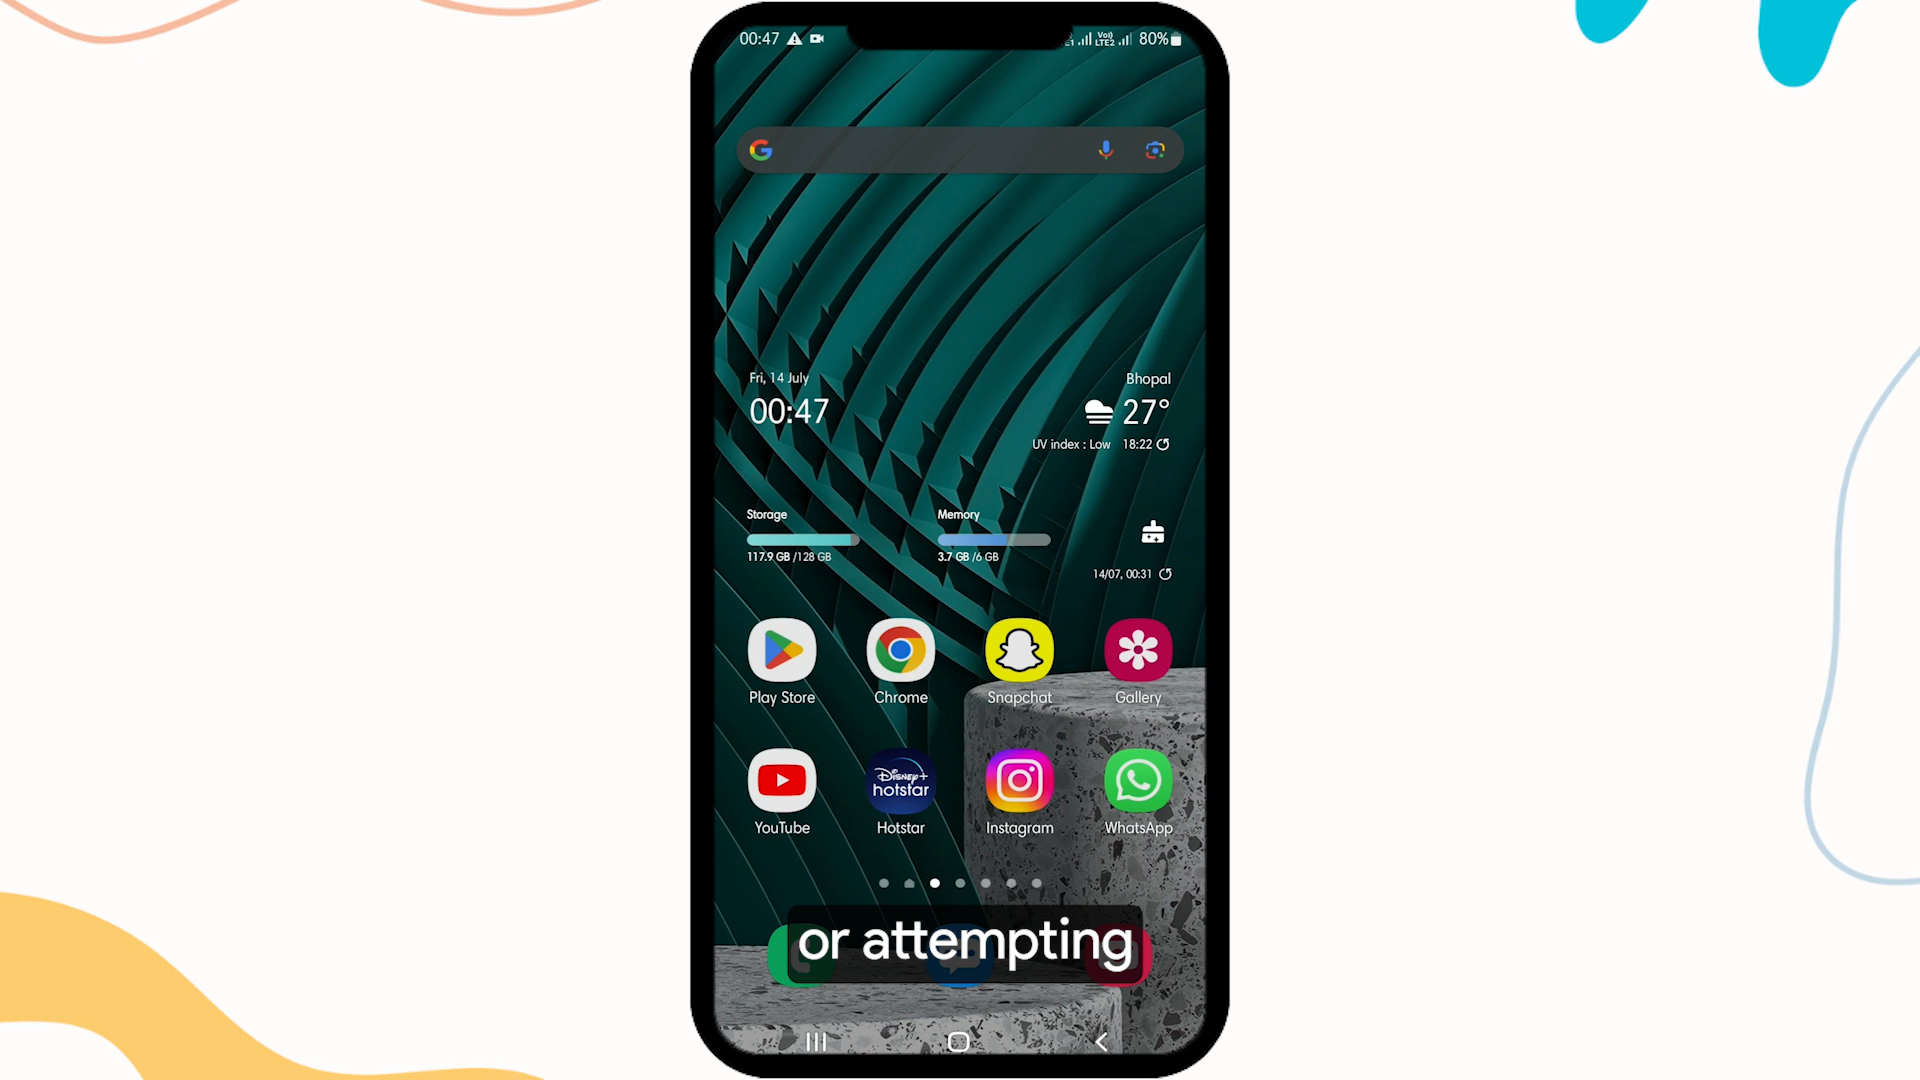 00:47
LTE2 80%
Fri, 14 July
00:47
Bhopal
27°
UV index : Low 18:22
Storage
117.9 GB /128 GB
Memory
3.7 GB /6 GB
14/07, 00:31
Play Store
Chrome
Snapchat
Gallery
Disney+
hotstar
YouTube
Hotstar
Instagram
WhatsApp
or attempting